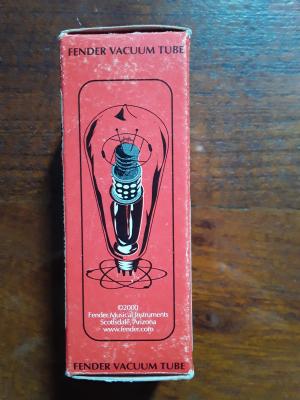 FENDER VACUUM TUBE
©2000
Fender Musical Instruments
Scottsdale, Arizona
www.fender.com
FENDER VACUUM TUBE